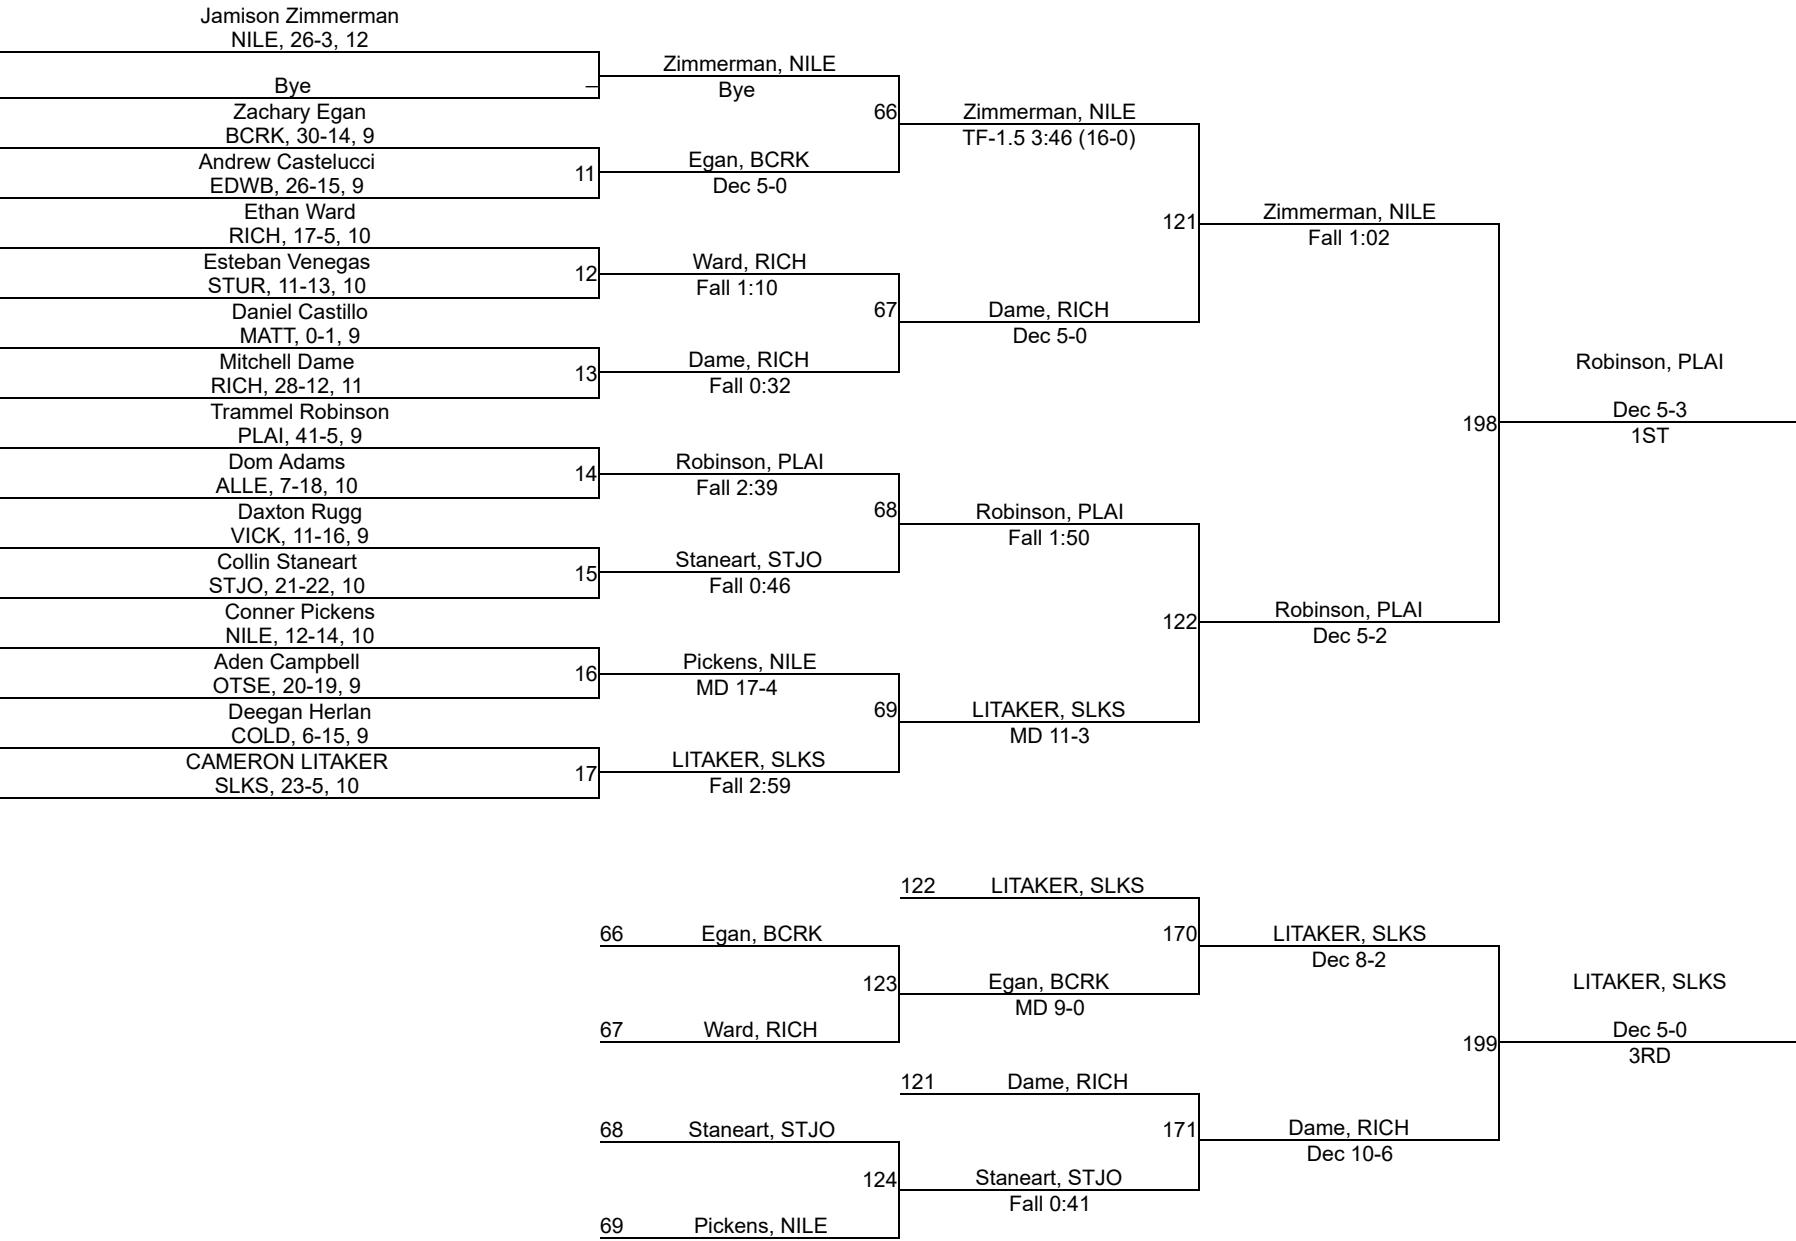 Jamison Zimmerman
NILE, 26-3, 12
Bye
Zachary Egan
BCRK, 30-14, 9
Andrew Castelucci
EDWB, 26-15, 9
11
Ethan Ward
RICH, 17-5, 10
Esteban Venegas
STUR, 11-13, 10
12
Daniel Castillo
MATT, 0-1, 9
Mitchell Dame
RICH, 28-12, 11
13
Trammel Robinson
PLAI, 41-5, 9
Dom Adams
ALLE, 7-18, 10
14
Daxton Rugg
VICK, 11-16, 9
Collin Staneart
STJO, 21-22, 10
15
Conner Pickens
NILE, 12-14, 10
Aden Campbell
OTSE, 20-19, 9
16
Deegan Herlan
COLD, 6-15, 9
CAMERON LITAKER
SLKS, 23-5, 10
17
Zimmerman, NILE
Bye
66
Egan, BCRK
Dec 5-0
Ward, RICH
Fall 1:10
67
Dame, RICH
Fall 0:32
Robinson, PLAI
Fall 2:39
68
Staneart, STJO
Fall 0:46
Pickens, NILE
MD 17-4
69
LITAKER, SLKS
Fall 2:59
Zimmerman, NILE
TF-1.5 3:46 (16-0)
121
Dame, RICH
Dec 5-0
Robinson, PLAI
Fall 1:50
122
LITAKER, SLKS
MD 11-3
Zimmerman, NILE
Fall 1:02
198
Robinson, PLAI
Dec 5-2
Robinson, PLAI
Dec 5-3
1ST
66 Egan, BCRK
123
67 Ward, RICH
68 Staneart, STJO
124
69 Pickens, NILE
122 LITAKER, SLKS
170
Egan, BCRK
MD 9-0
121 Dame, RICH
171
Staneart, STJO
Fall 0:41
LITAKER, SLKS
Dec 8-2
199
Dame, RICH
Dec 10-6
LITAKER, SLKS
Dec 5-0
3RD